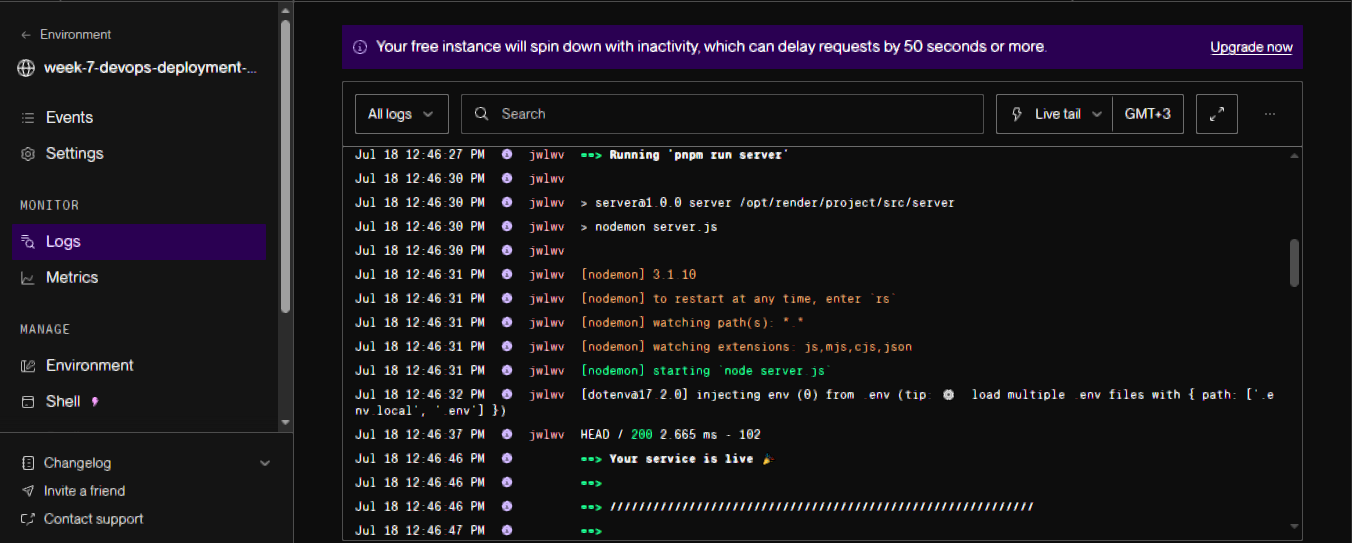 Environment
week-7-devops-deployment-...
Events
Settings
MONITOR
Logs
Metrics
MANAGE
Environment
Shell
Changelog
Invite a friend
Contact support
Your free instance will spin down with inactivity, which can delay requests by 50 seconds or more.
Upgrade now
All logs
Search
Live tail
GMT+3
...
Jul 18 12:46:27 PM jwlwv ==> Running 'pnpm run server'
Jul 18 12:46:30 PM jwlwv
Jul 18 12:46:30 PM jwlwv > server@1.0.0 server /opt/render/project/src/server
Jul 18 12:46:30 PM jwlwv > nodemon server.js
Jul 18 12:46:30 PM jwlwv
Jul 18 12:46:31 PM jwlwv [nodemon] 3.1.10
Jul 18 12:46:31 PM jwlwv [nodemon] to restart at any time, enter `rs`
Jul 18 12:46:31 PM jwlwv [nodemon] watching path(s): *.*
Jul 18 12:46:31 PM jwlwv [nodemon] watching extensions: js,mjs,cjs,json
Jul 18 12:46:31 PM jwlwv [nodemon] starting `node server.js`
Jul 18 12:46:32 PM jwlwv [dotenv@17.2.0] injecting env (0) from .env (tip: ⚙ load multiple .env files with { path: ['.e
nv.local', '.env'] })
Jul 18 12:46:37 PM jwlwv HEAD / 200 2.665 ms - 102
Jul 18 12:46:46 PM ==> Your service is live 🎉
Jul 18 12:46:46 PM ==>
Jul 18 12:46:46 PM ==> ///////////////////////////////////////////////////////////
Jul 18 12:46:47 PM ==>